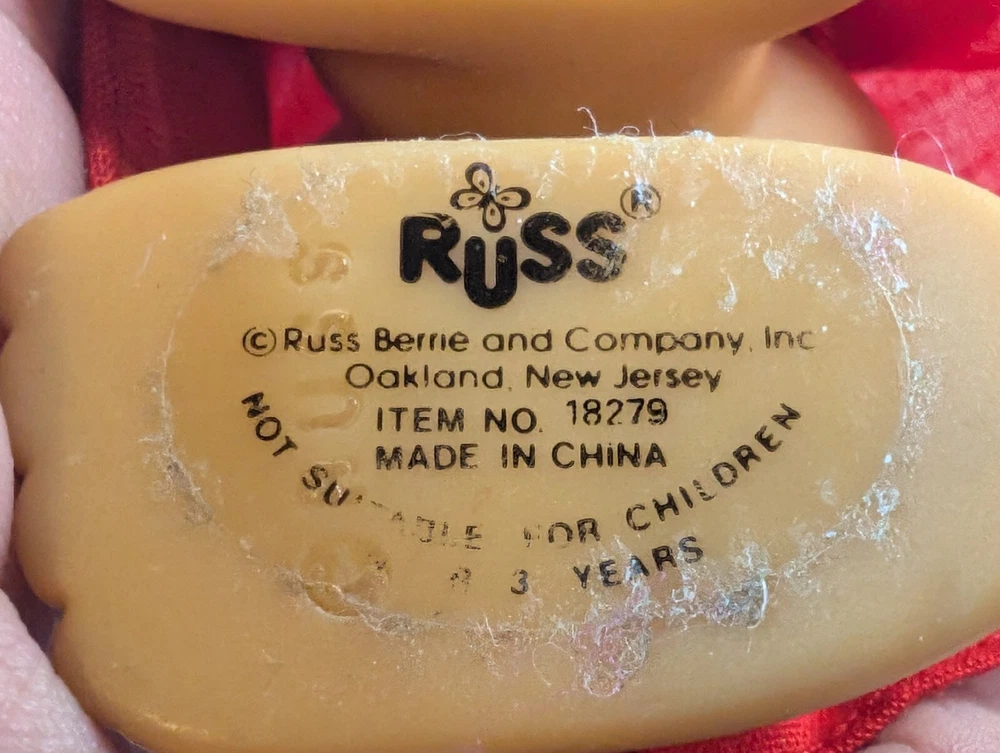 RUSS®
©Russ Berrie and Company, Inc
Oakland, New Jersey
ITEM NO. 18279
MADE IN CHINA
NOT SUITABLE FOR CHILDREN
3 YEARS